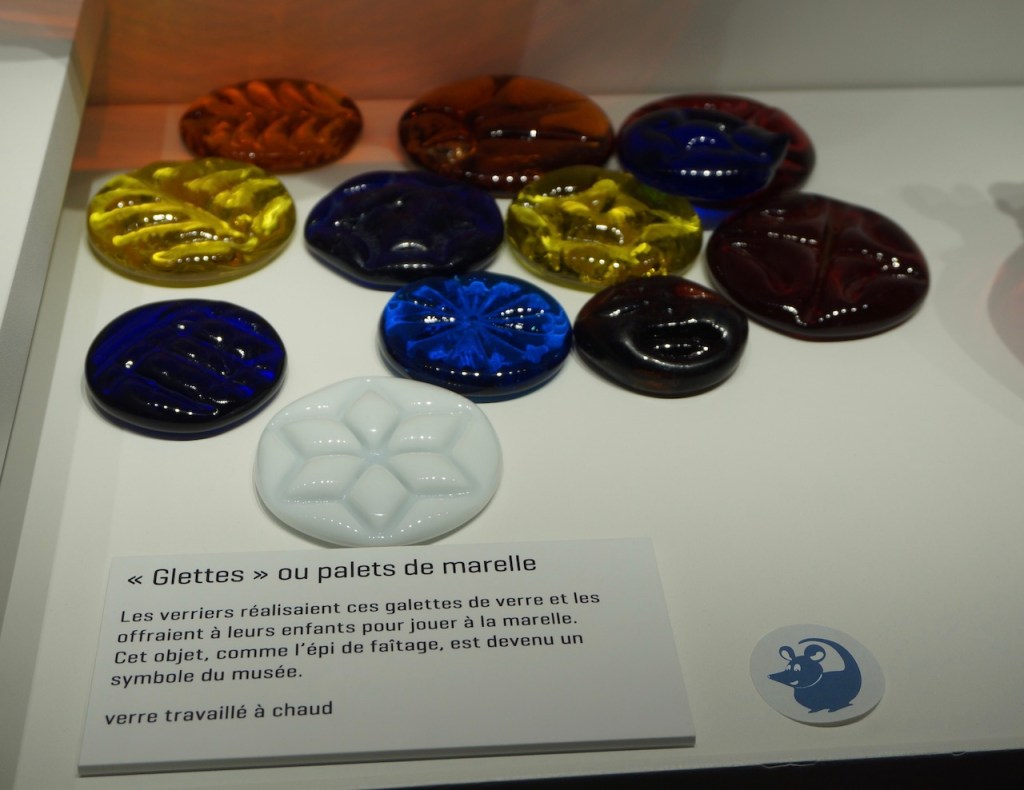 « Glettes » ou palets de marelle
Les verriers réalisaient ces galettes de verre et les
offraient à leurs enfants pour jouer à la marelle.
Cet objet, comme l'épi de faîtage, est devenu un
symbole du musée.
verre travaillé à chaud